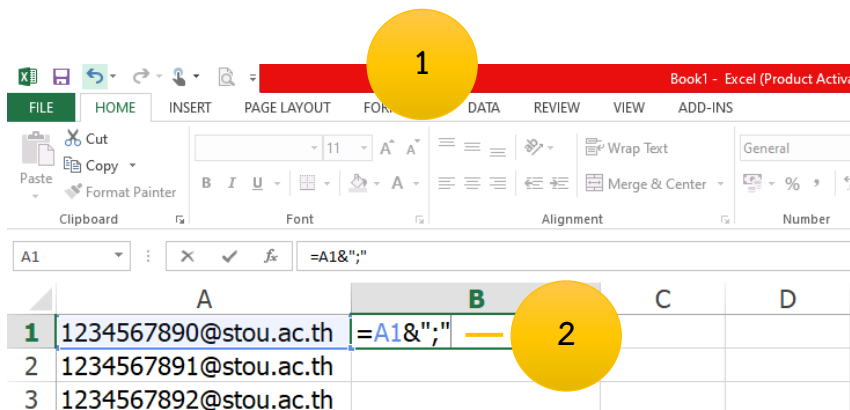 1
Book1 - Excel (Product Activa
FILE HOME INSERT PAGE LAYOUT FOR DATA REVIEW VIEW ADD-INS
Cut
Copy
Format Painter
Paste
11 A A
Wrap Text
General
B I U A
Merge & Center
% ,
Clipboard Font Alignment Number
A1 fx =A1&";"
A B C D
1 1234567890@stou.ac.th =A1&";" 2
2 1234567891@stou.ac.th
3 1234567892@stou.ac.th